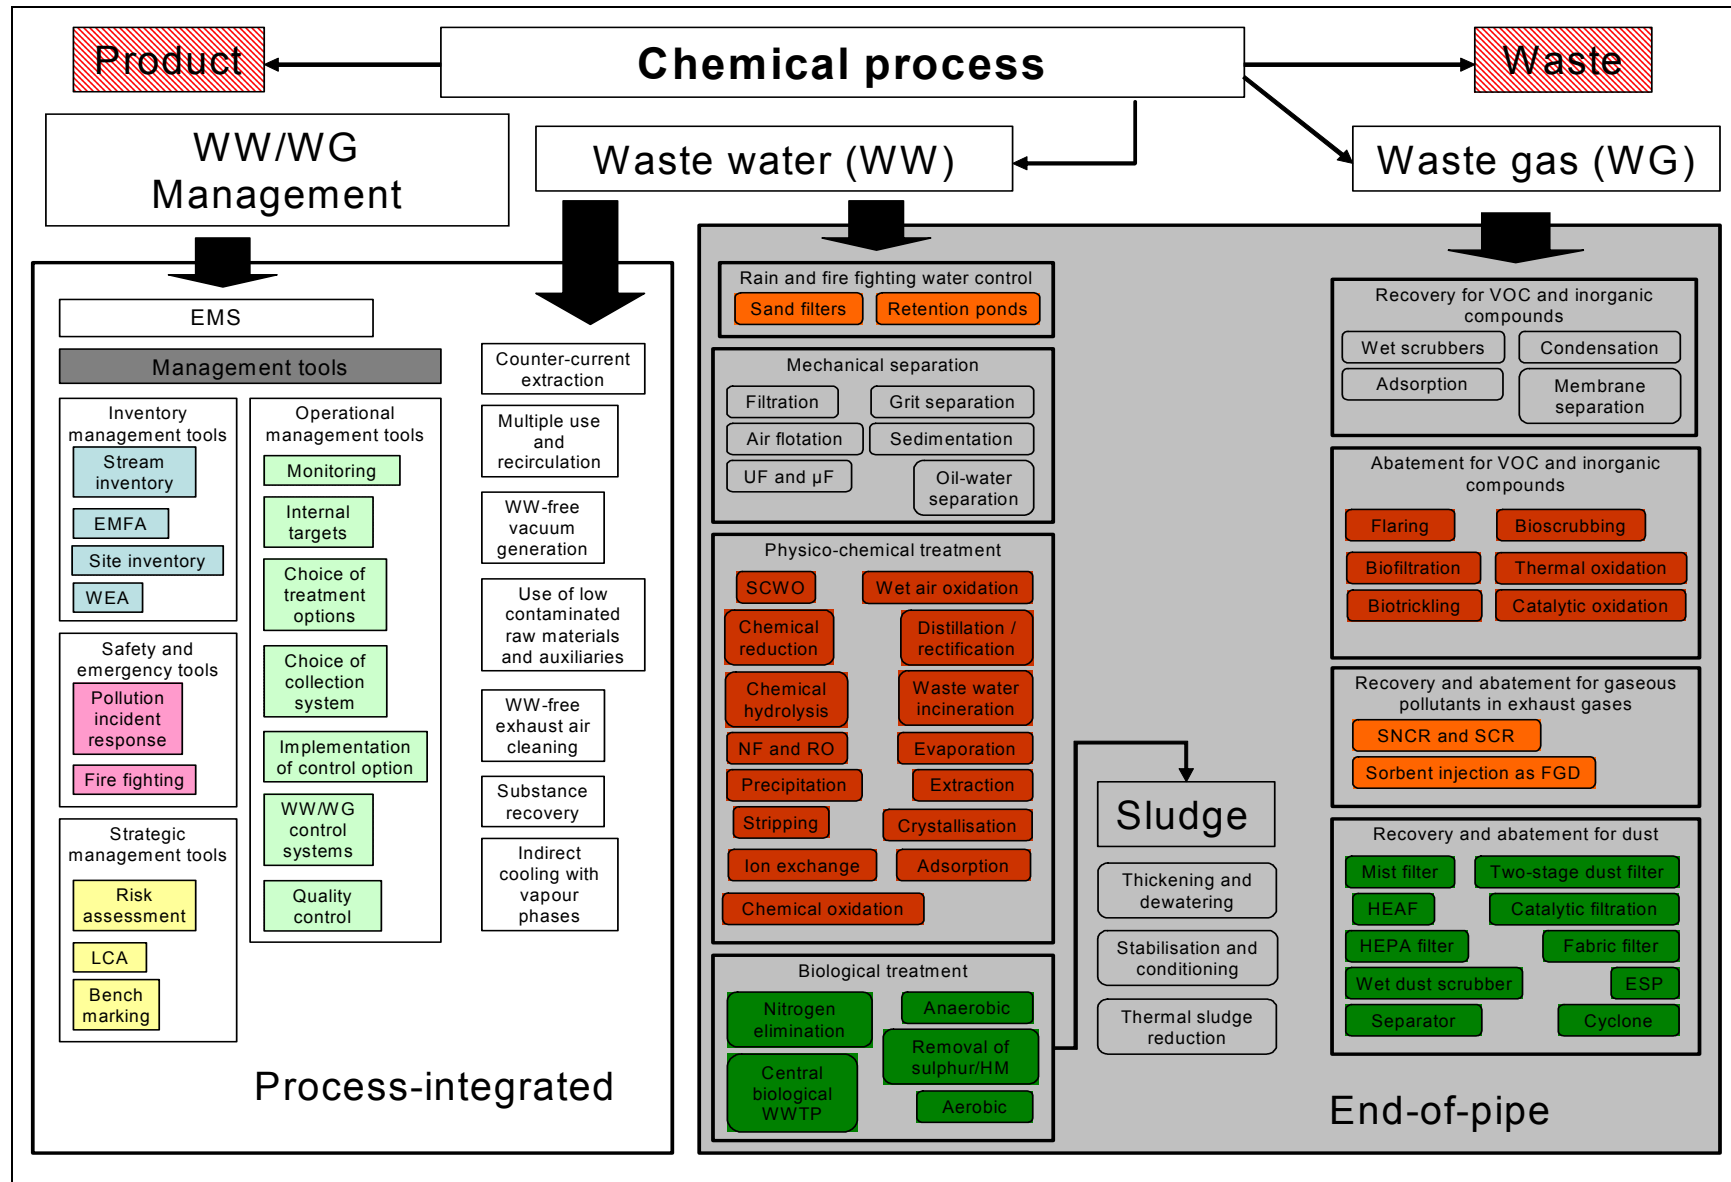 Product
Chemical process
Waste
WW/WG
Management
Waste water (WW)
Waste gas (WG)
EMS
Management tools
Inventory
management tools
Stream
inventory
EMFA
Site inventory
WEA
Safety and
emergency tools
Pollution
incident
response
Fire fighting
Strategic
management tools
Risk
assessment
LCA
Bench
marking
Operational
management tools
Monitoring
Internal
targets
Choice of
treatment
options
Choice of
collection
system
Implementation
of control option
WW/WG
control
systems
Quality
control
Counter-current
extraction
Multiple use
and
recirculation
WW-free
vacuum
generation
Use of low
contaminated
raw materials
and auxiliaries
WW-free
exhaust air
cleaning
Substance
recovery
Indirect
cooling with
vapour
phases
Process-integrated
Rain and fire fighting water control
Sand filters
Retention ponds
Mechanical separation
Filtration
Grit separation
Air flotation
Sedimentation
UF and µF
Oil-water
separation
Physico-chemical treatment
SCWO
Wet air oxidation
Chemical
reduction
Distillation /
rectification
Chemical
hydrolysis
Waste water
incineration
NF and RO
Evaporation
Precipitation
Extraction
Stripping
Crystallisation
Ion exchange
Adsorption
Chemical oxidation
Biological treatment
Nitrogen
elimination
Anaerobic
Removal of
sulphur/HM
Central
biological
WWTP
Aerobic
Sludge
Thickening and
dewatering
Stabilisation and
conditioning
Thermal sludge
reduction
Recovery for VOC and inorganic
compounds
Wet scrubbers
Condensation
Adsorption
Membrane
separation
Abatement for VOC and inorganic
compounds
Flaring
Bioscrubbing
Biofiltration
Thermal oxidation
Biotrickling
Catalytic oxidation
Recovery and abatement for gaseous
pollutants in exhaust gases
SNCR and SCR
Sorbent injection as FGD
Recovery and abatement for dust
Mist filter
Two-stage dust filter
HEAF
Catalytic filtration
HEPA filter
Fabric filter
Wet dust scrubber
ESP
Separator
Cyclone
End-of-pipe